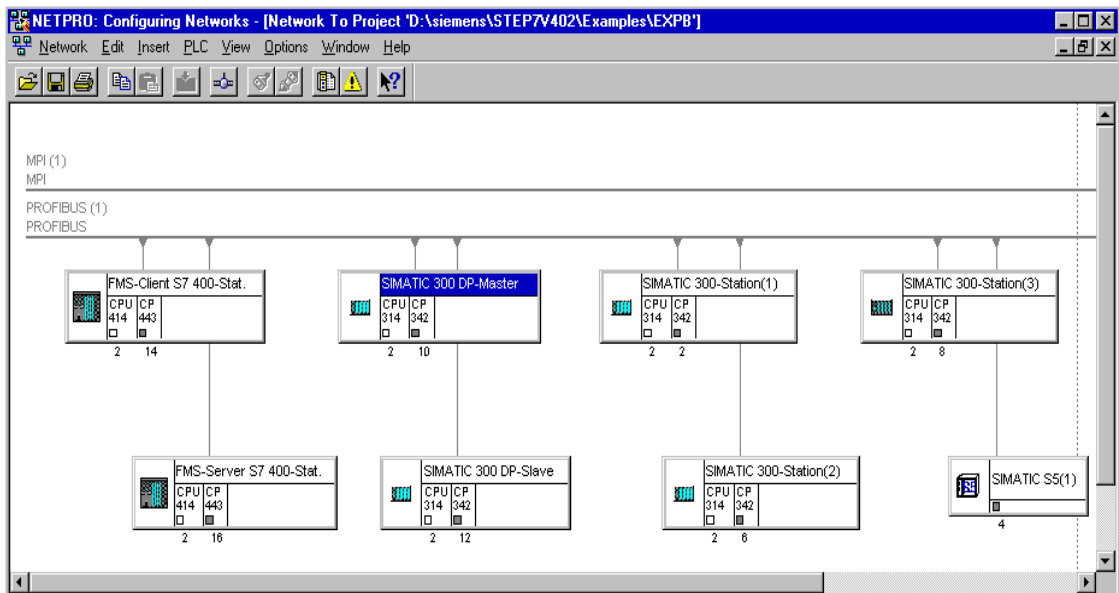 NETPRO: Configuring Networks - [Network To Project 'D:\siemens\STEP7V402\Examples\EXPB']
Network Edit Insert PLC View Options Window Help
MPI (1)
MPI
PROFIBUS (1)
PROFIBUS
FMS-Client S7 400-Stat.
CPU CP
414 443
2 14
SIMATIC 300 DP-Master
CPU CP
314 342
2 10
SIMATIC 300-Station(1)
CPU CP
314 342
2 2
SIMATIC 300-Station(3)
CPU CP
314 342
2 8
FMS-Server S7 400-Stat.
CPU CP
414 443
2 16
SIMATIC 300 DP-Slave
CPU CP
314 342
2 12
SIMATIC 300-Station(2)
CPU CP
314 342
2 6
SIMATIC S5(1)
4